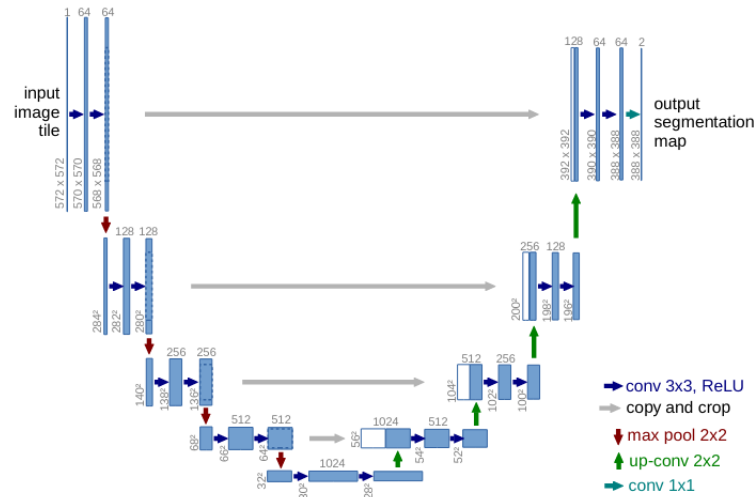 1 64 64
128 64 64 2
input
image
tile
output
segmentation
map
572 x 572
570 x 570
568 x 568
392 x 392
390 x 390
388 x 388
388 x 388
128 128
256 128
284²
282²
280²
200²
198²
196²
256 256
512 256
140²
138²
136²
104²
102²
100²
512 512
1024 512
68²
66²
64²
56²
54²
52²
1024
32²
30²
28²
conv 3x3, ReLU
copy and crop
max pool 2x2
up-conv 2x2
conv 1x1